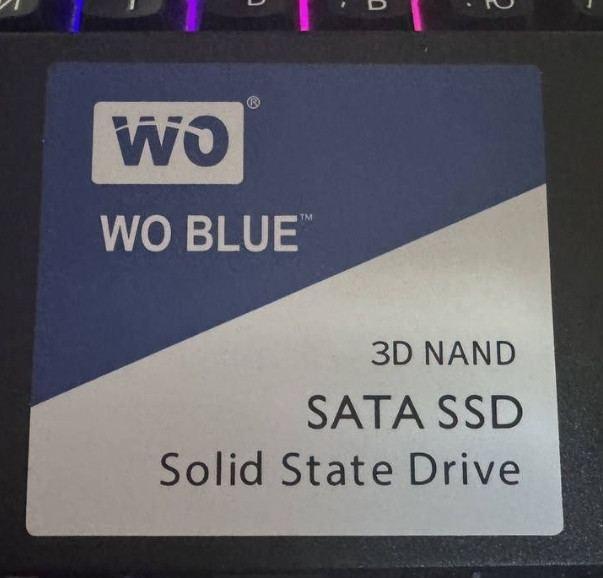 WO®
WO BLUE™
3D NAND
SATA SSD
Solid State Drive